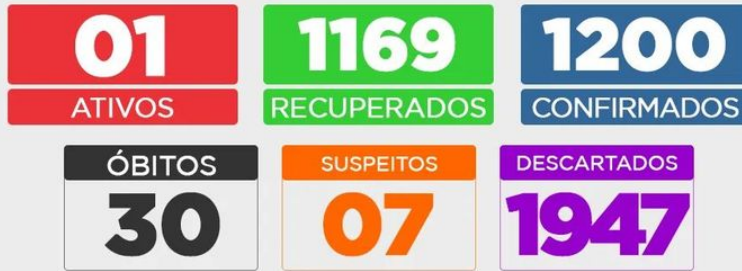 01
ATIVOS
1169
RECUPERADOS
1200
CONFIRMADOS
ÓBITOS
30
SUSPEITOS
07
DESCARTADOS
1947